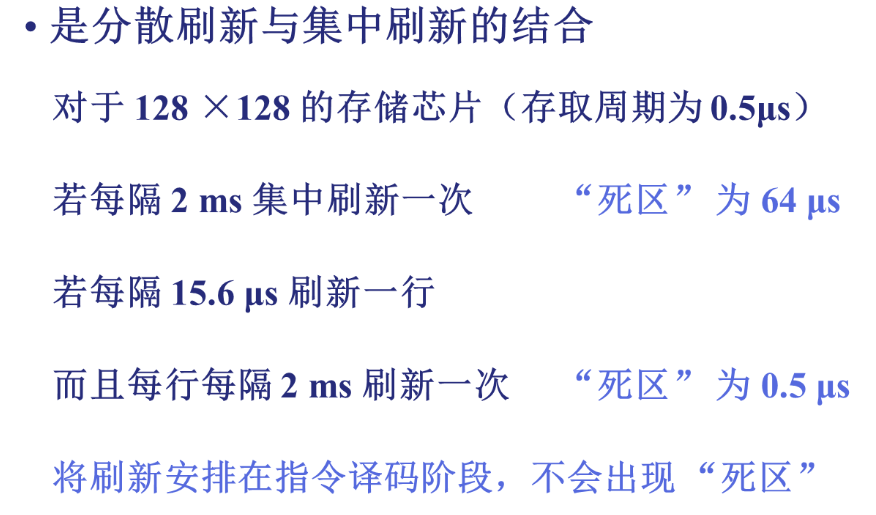 • 是分散刷新与集中刷新的结合
对于 128 ×128 的存储芯片（存取周期为 0.5μs）
若每隔 2 ms 集中刷新一次 “死区” 为 64 μs
若每隔 15.6 μs 刷新一行
而且每行每隔 2 ms 刷新一次 “死区” 为 0.5 μs
将刷新安排在指令译码阶段，不会出现 “死区”